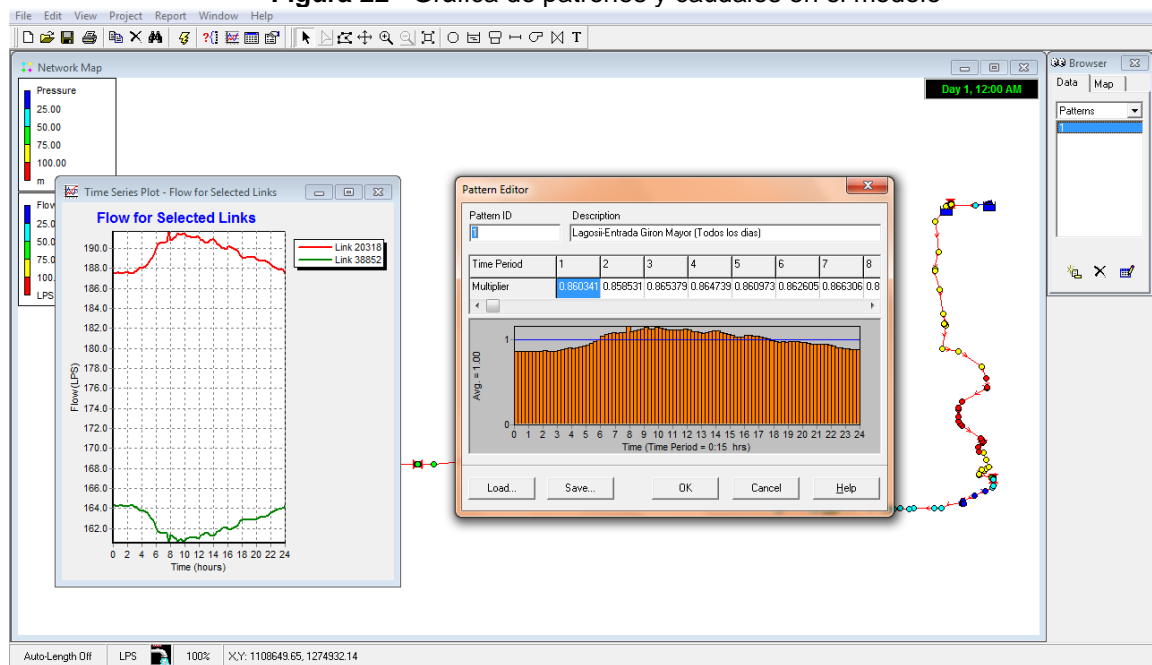 Figura 22 - Gráfica de patrones y caudales en el modelo
File Edit View Project Report Window Help
T
Network Map
Day 1, 12:00 AM
Pressure
25.00
50.00
75.00
100.00
m
Flow
25.0
50.0
75.0
100.
LPS
Time Series Plot - Flow for Selected Links
Flow for Selected Links
Link 20318
Link 38852
190.0
188.0
186.0
184.0
182.0
180.0
178.0
176.0
174.0
172.0
170.0
168.0
166.0
164.0
162.0
Flow (LPS)
0 2 4 6 8 10 12 14 16 18 20 22 24
Time (hours)
Pattern Editor
Pattern ID Description
1 Lagosii-Entrada Giron Mayor (Todos los dias)
Time Period 1 2 3 4 5 6 7 8
Multiplier 0.860341 0.858531 0.865379 0.864739 0.860973 0.862605 0.866306 0.8
1
Avg. = 1.00
0
0 1 2 3 4 5 6 7 8 9 10 11 12 13 14 15 16 17 18 19 20 21 22 23 24
Time (Time Period = 0:15 hrs)
Load... Save... OK Cancel Help
Browser
Data Map
Patterns
1
Auto-Length Off LPS 100% X,Y: 1108649.65, 1274932.14